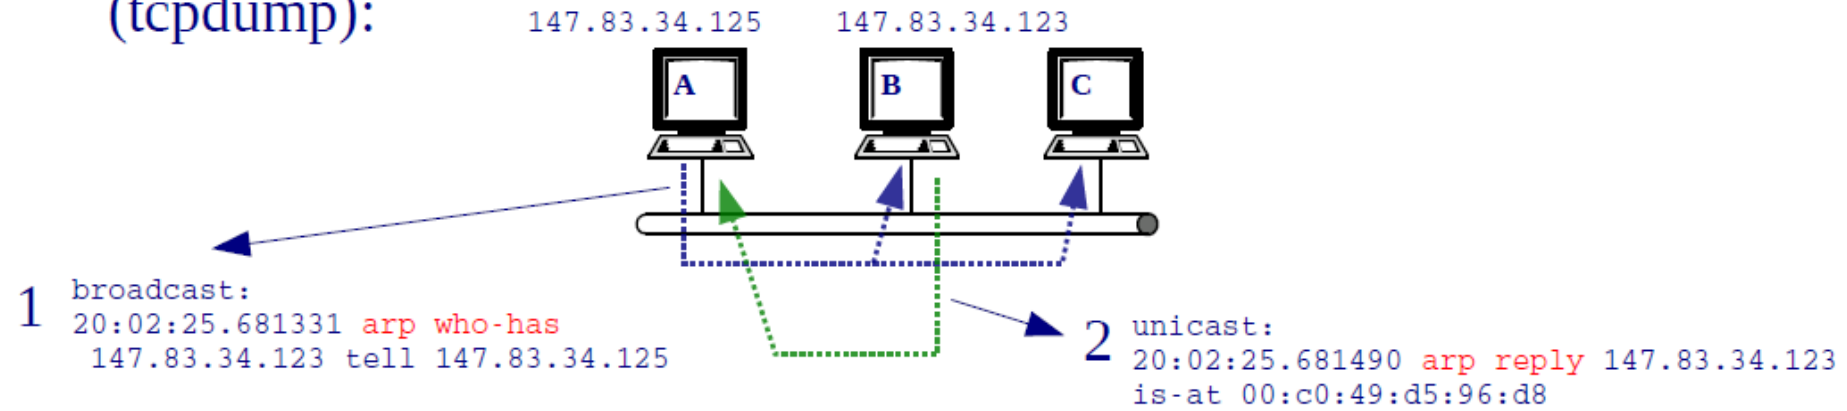 (tcpdump):
147.83.34.125 147.83.34.123
A B C
1 broadcast:
20:02:25.681331 arp who-has
147.83.34.123 tell 147.83.34.125
2 unicast:
20:02:25.681490 arp reply 147.83.34.123
is-at 00:c0:49:d5:96:d8